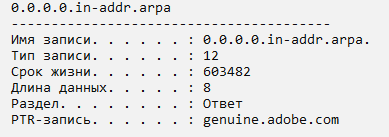 0.0.0.0.in-addr.arpa
----------------------------------------
Имя записи. . . . . . : 0.0.0.0.in-addr.arpa.
Тип записи. . . . . . : 12
Срок жизни. . . . . . : 603482
Длина данных. . . . . : 8
Раздел. . . . . . . . : Ответ
PTR-запись. . . . . . : genuine.adobe.com